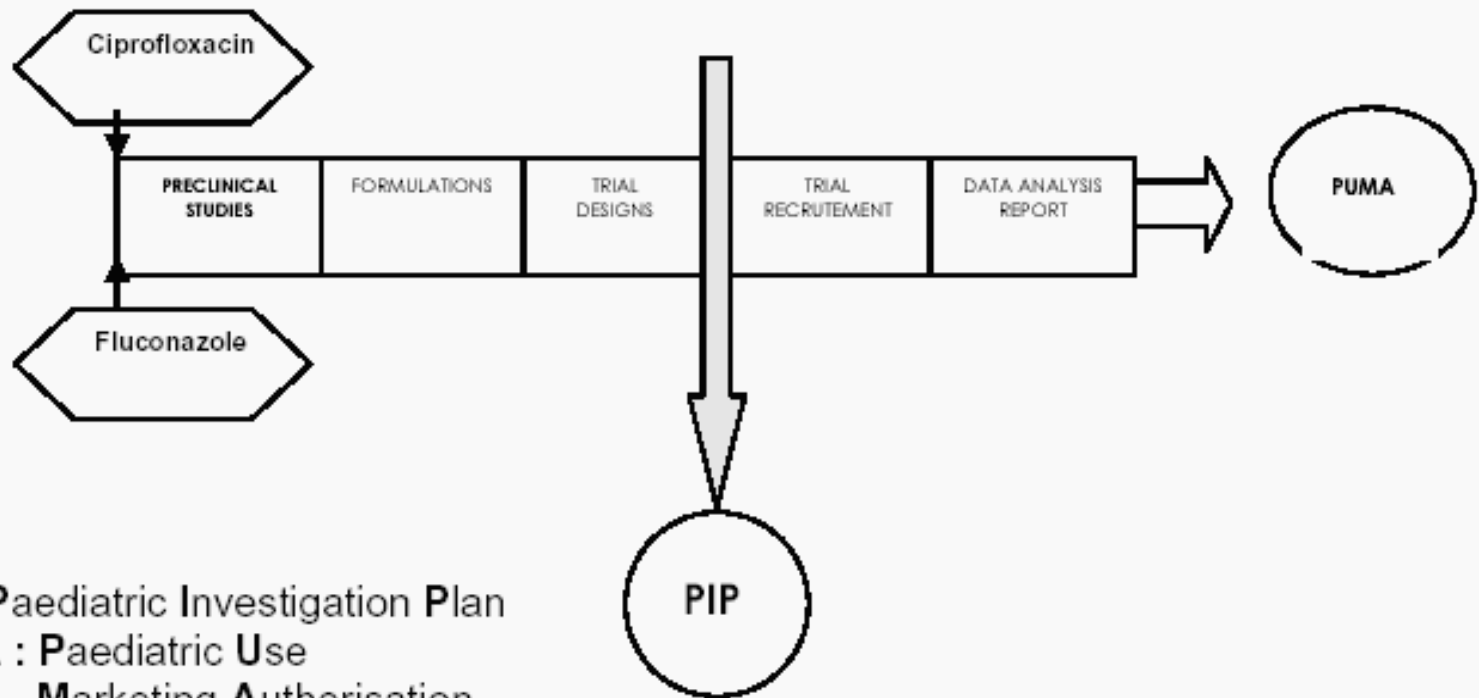 Ciprofloxacin
PRECLINICAL
STUDIES
FORMULATIONS
TRIAL
DESIGNS
TRIAL
RECRUTEMENT
DATA ANALYSIS
REPORT
PUMA
Fluconazole
PIP
Paediatric Investigation Plan
: Paediatric Use
Marketing Authorisation